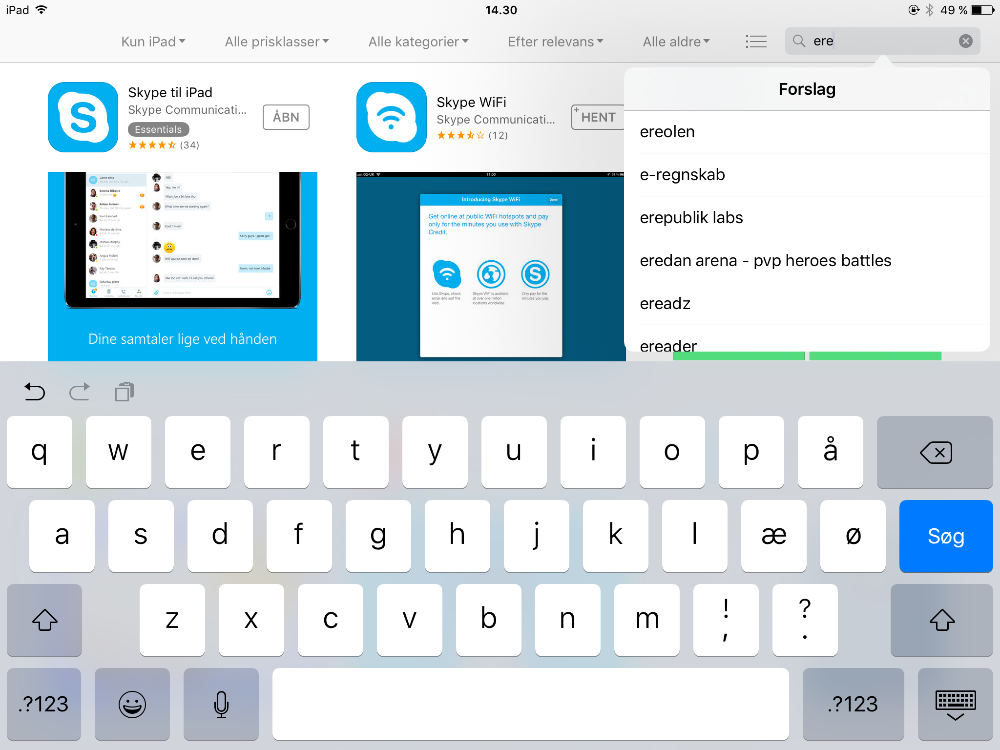 iPad
14.30
49 %
Kun iPad
Alle prisklasser
Alle kategorier
Efter relevans
Alle aldre
ere
Skype til iPad
Skype Communicati...
Essentials
(34)
ÅBN
Skype WiFi
Skype Communicati...
(12)
+ HENT
Forslag
ereolen
e-regnskab
erepublik labs
eredan arena - pvp heroes battles
ereadz
ereader
Game time
Serena Ribeiro
Adam Jarman
Kian Lambert
Mariana de Silva
Joshua Murphy
Angus McNeil
Ray Tanaka
Saturday plans
ME!
Yep, I'm in!
Might be a bit late tho
What time are we starting again?
1
Cool. I'm in!
Sorry guys, I gotta go!
Will you be back on later?
Umm, not sure. Maybe
Me too soz. Josh, I'll call you 2moro!
Type a message here
Dine samtaler lige ved hånden
O2-UK
11:00
81%
Introducing Skype WiFi
Done
Get online at public WiFi hotspots and pay
only for the minutes you use with Skype
Credit.
Use Skype, check
email and surf the
web.
Skype WiFi is available
at over one million
locations worldwide.
Only pay for the
minutes you use.
q w e r t y u i o p å
a s d f g h j k l æ ø Søg
z x c v b n m ! , ? .
.?123
.?123